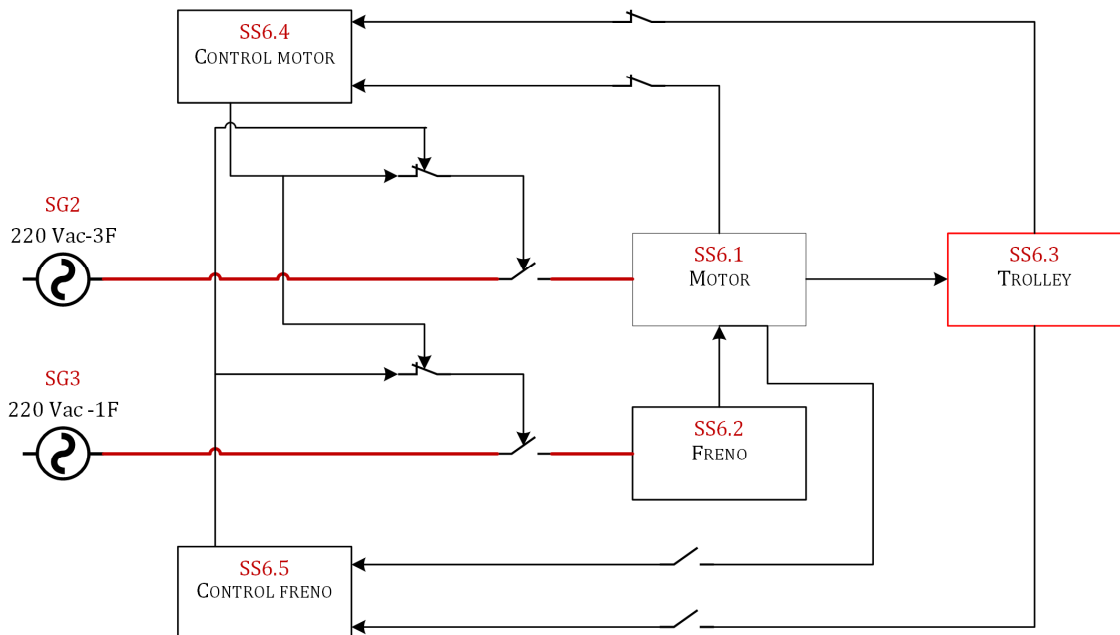 SS6.4
CONTROL MOTOR
SG2
220 Vac-3F
SS6.1
MOTOR
SS6.3
TROLLEY
SG3
220 Vac -1F
SS6.2
FRENO
SS6.5
CONTROL FRENO